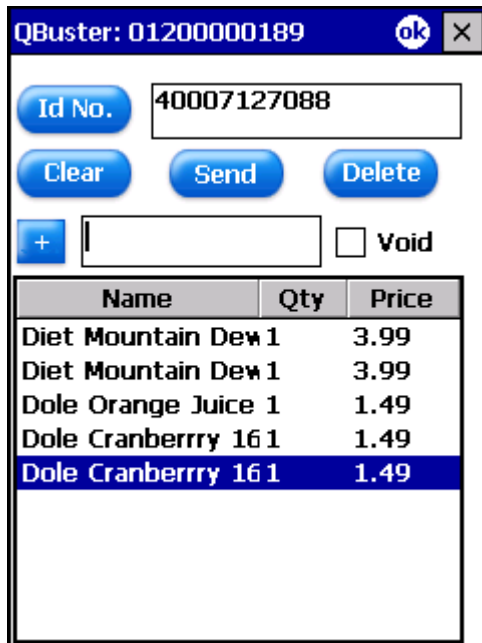 QBuster: 01200000189 ok
Id No. 40007127088
Clear Send Delete
+ Void
Name Qty Price
Diet Mountain Dew 1 3.99
Diet Mountain Dew 1 3.99
Dole Orange Juice 1 1.49
Dole Cranberrry 16 1 1.49
Dole Cranberrry 16 1 1.49